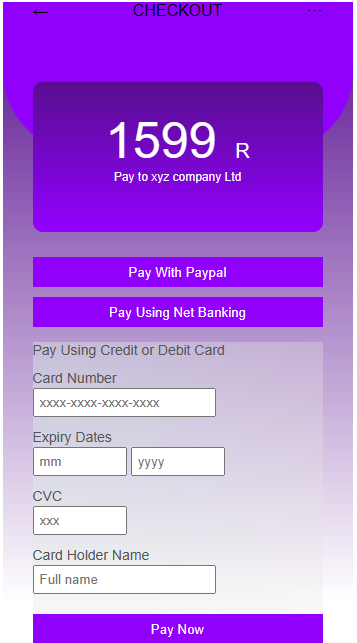 ← CHECKOUT ...
1599 R
Pay to xyz company Ltd
Pay With Paypal
Pay Using Net Banking
Pay Using Credit or Debit Card
Card Number
xxxx-xxxx-xxxx-xxxx
Expiry Dates
mm yyyy
CVC
xxx
Card Holder Name
Full name
Pay Now